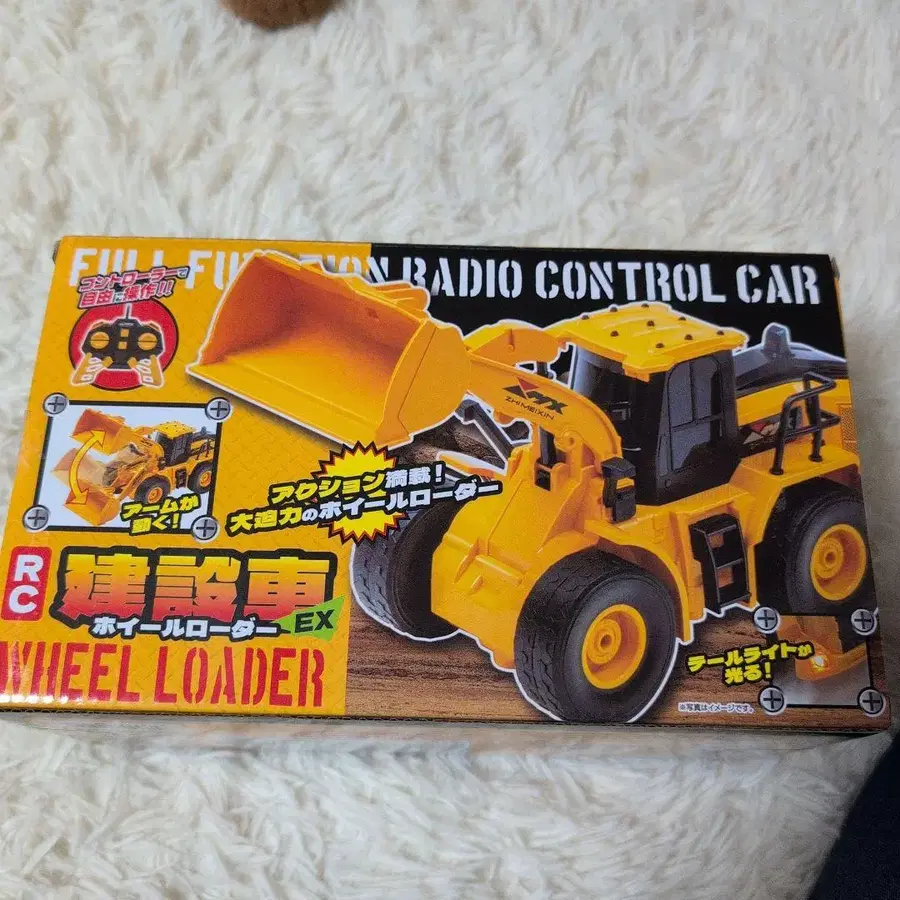 FULL FUNCTION RADIO CONTROL CAR
コントローラーで
自由に操作!!
ZHIMEIXIN
アームが
動く!
アクション満載!
大迫力のホイールローダー
RC
建設車
ホイールローダー
EX
WHEEL LOADER
テールライトが
光る!
※写真はイメージです。